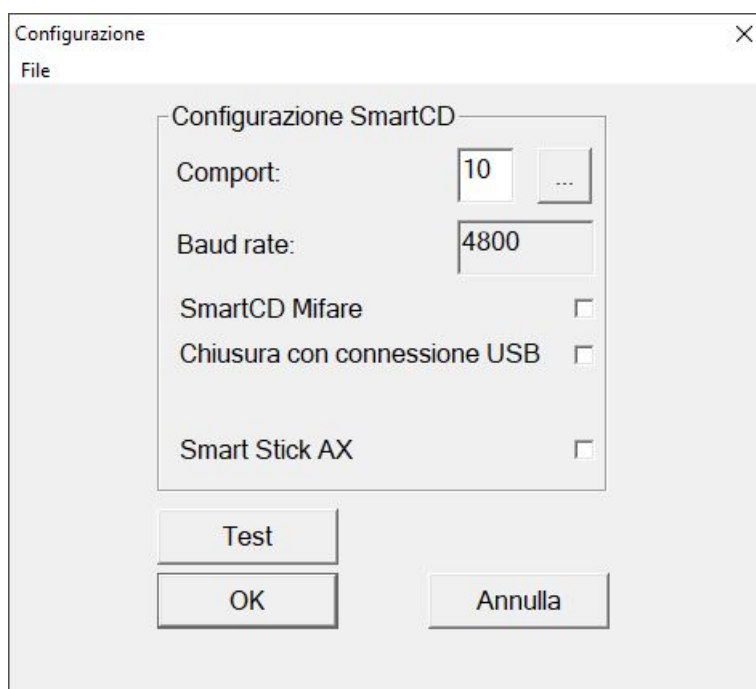 Configurazione
File
Configurazione SmartCD
Comport: 10 ...
Baud rate: 4800
SmartCD Mifare
Chiusura con connessione USB
Smart Stick AX
Test
OK Annulla